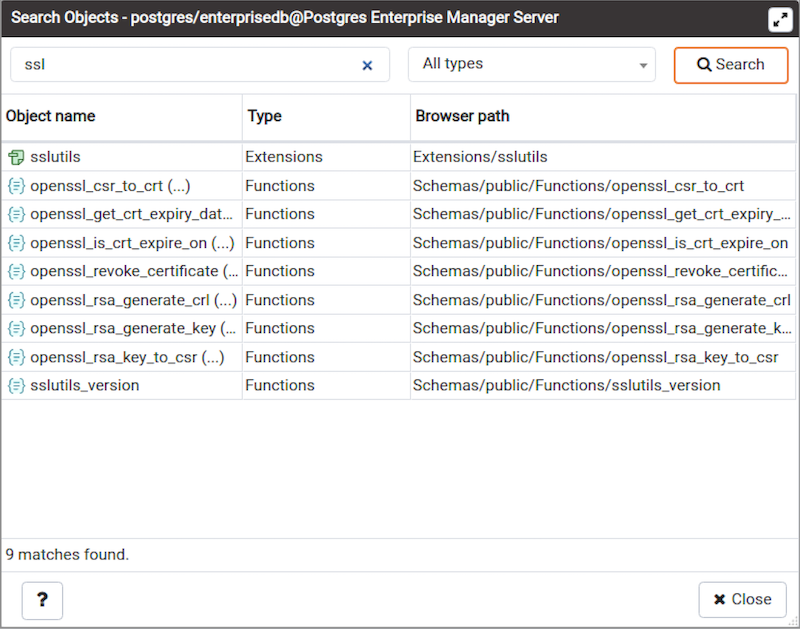 Search Objects - postgres/enterprisedb@Postgres Enterprise Manager Server
ssl All types Search
Object name Type Browser path
sslutils Extensions Extensions/sslutils
openssl_csr_to_crt (...) Functions Schemas/public/Functions/openssl_csr_to_crt
openssl_get_crt_expiry_dat... Functions Schemas/public/Functions/openssl_get_crt_expiry_...
openssl_is_crt_expire_on (...) Functions Schemas/public/Functions/openssl_is_crt_expire_on
openssl_revoke_certificate (... Functions Schemas/public/Functions/openssl_revoke_certific...
openssl_rsa_generate_crl (...) Functions Schemas/public/Functions/openssl_rsa_generate_crl
openssl_rsa_generate_key (... Functions Schemas/public/Functions/openssl_rsa_generate_k...
openssl_rsa_key_to_csr (...) Functions Schemas/public/Functions/openssl_rsa_key_to_csr
sslutils_version Functions Schemas/public/Functions/sslutils_version
9 matches found.
? Close